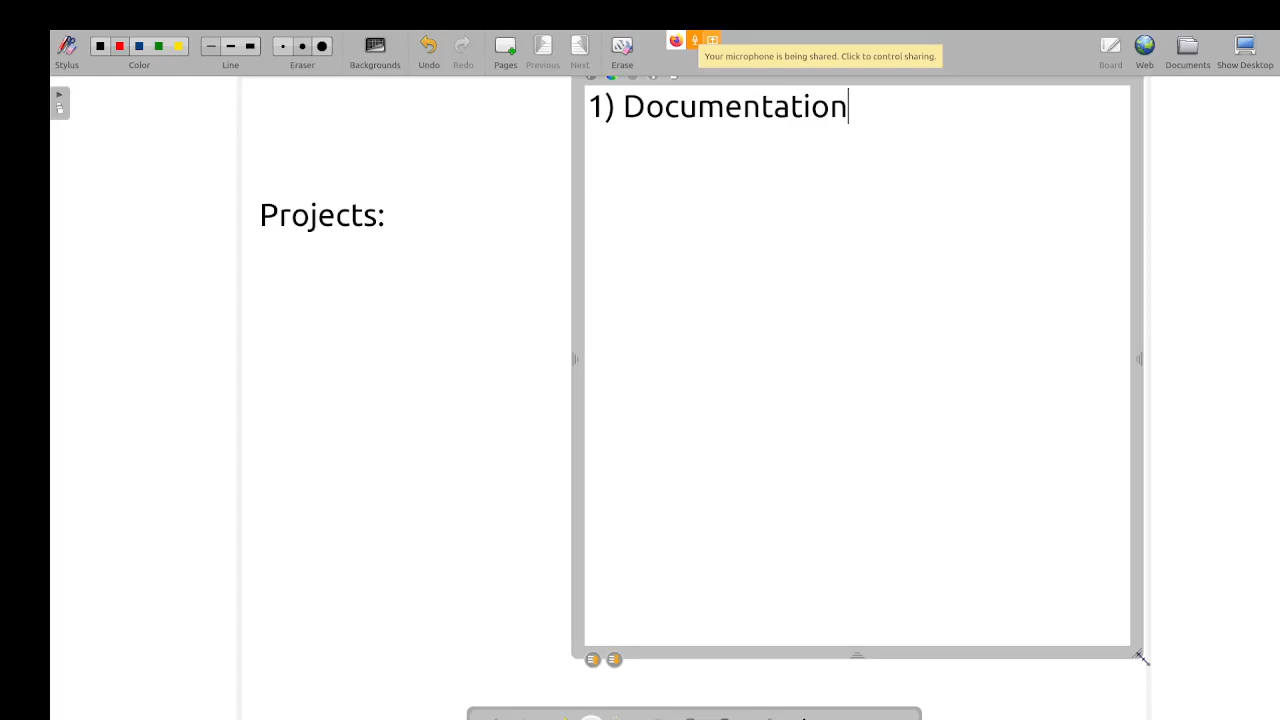 Stylus
Color
Line
Eraser
Backgrounds
Undo
Redo
Pages
Previous
Next
Erase
Your microphone is being shared. Click to control sharing.
Board
Web
Documents
Show Desktop
1) Documentation
Projects: